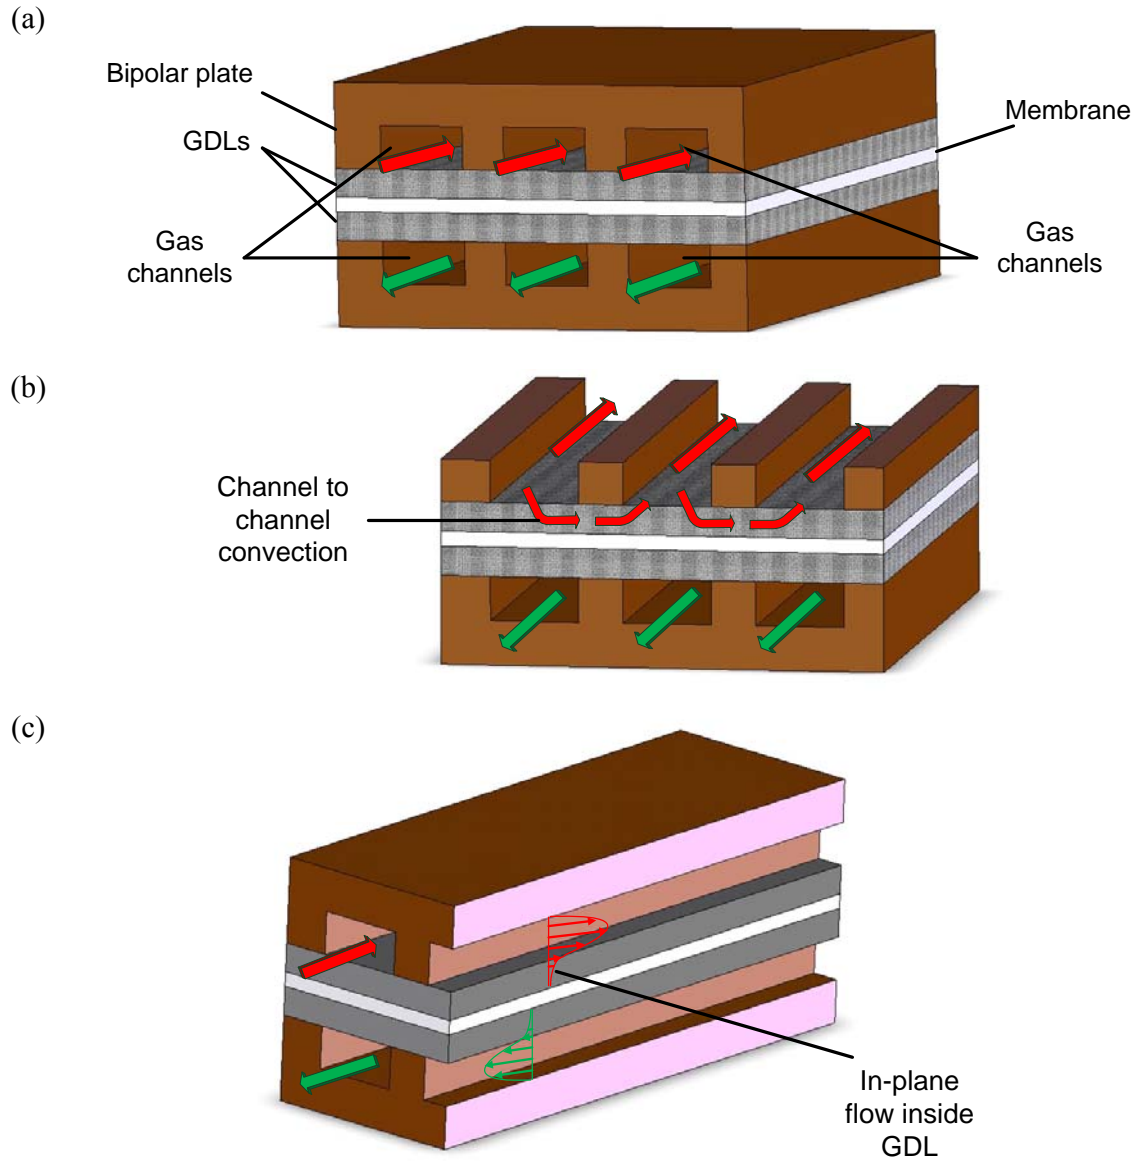 (a)
Bipolar plate
GDLs
Membrane
Gas
channels
Gas
channels
(b)
Channel to
channel
convection
(c)
In-plane
flow inside
GDL